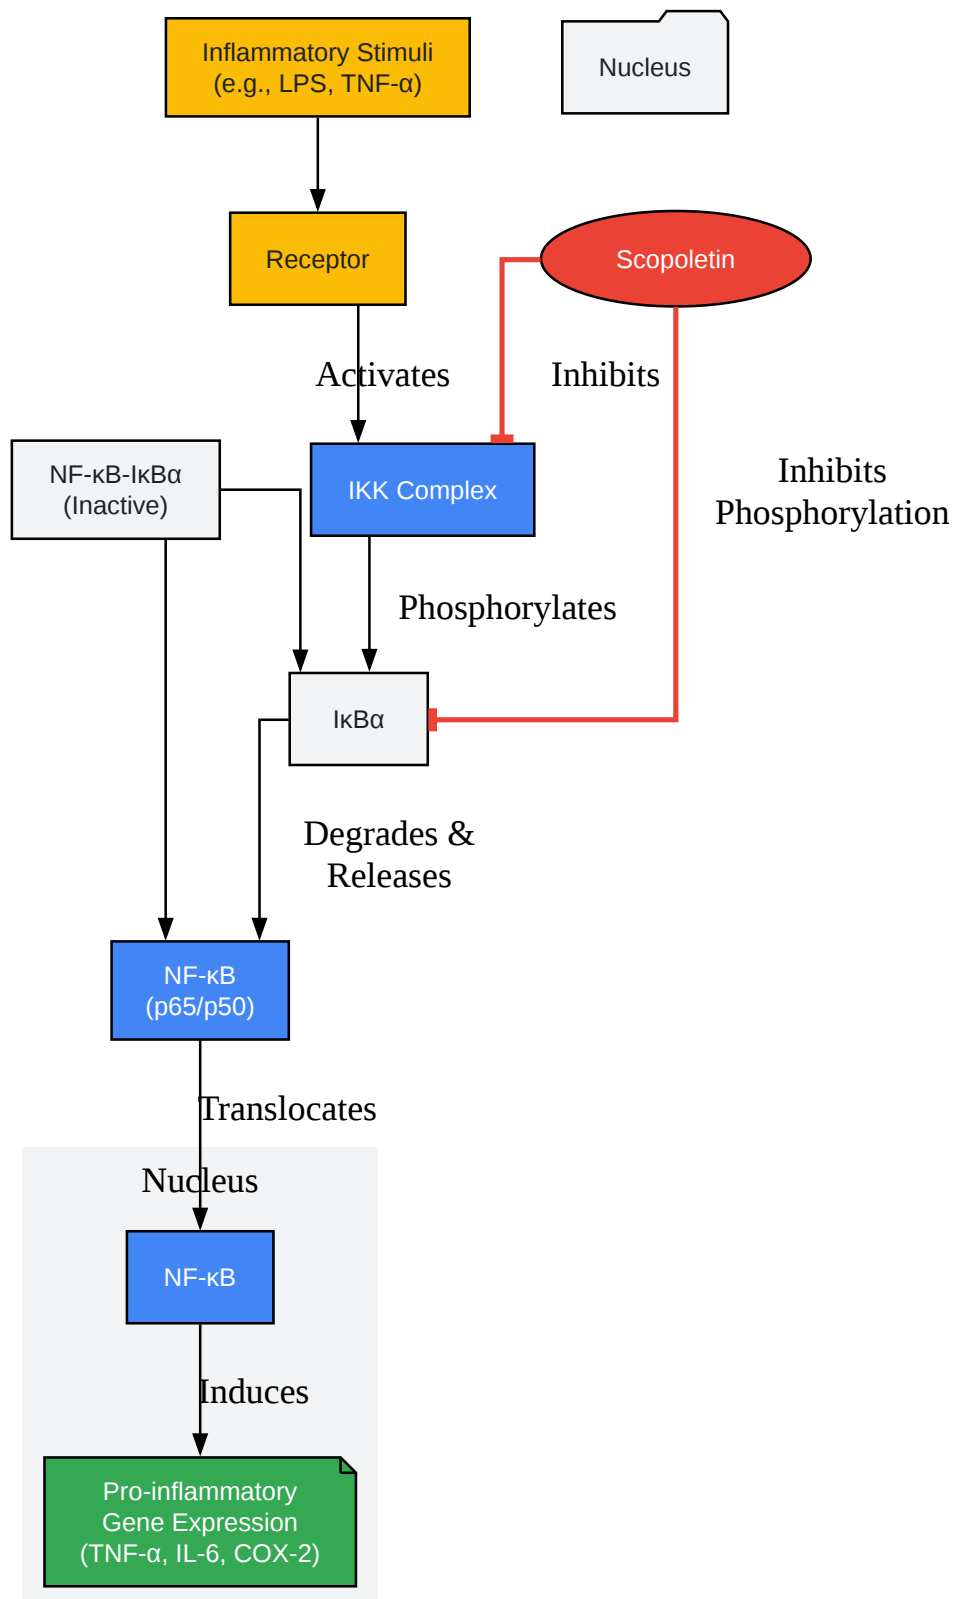 Inflammatory Stimuli
(e.g., LPS, TNF-α)
Nucleus
Receptor
Scopoletin
Activates
Inhibits
NF-κB-IκBα
(Inactive)
IKK Complex
Inhibits
Phosphorylation
Phosphorylates
IκBα
Degrades &
Releases
NF-κB
(p65/p50)
Translocates
Nucleus
NF-κB
Induces
Pro-inflammatory
Gene Expression
(TNF-α, IL-6, COX-2)